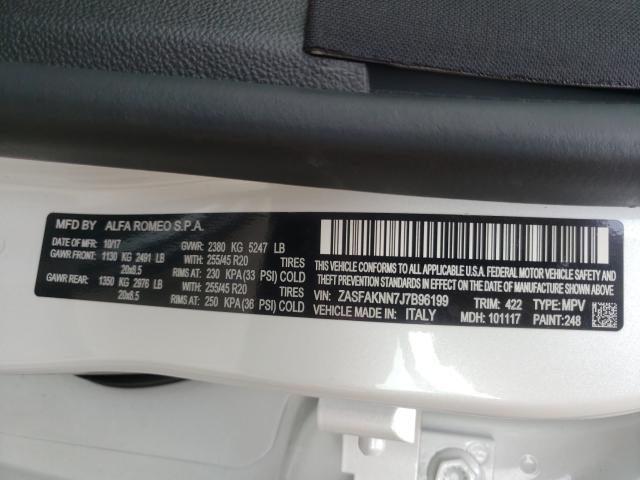 MFD BY ALFA ROMEO S.P.A.
DATE OF MFR: 10/17 GVWR: 2380 KG 5247 LB
GAWR FRONT: 1130 KG 2491 LB WITH 255/45 R20 TIRES
20x8.5 RIMS AT 230 KPA (33 PSI) COLD
GAWR REAR: 1350 KG 2976 LB WITH 255/45 R20 TIRES
20x8.5 RIMS AT 250 KPA (36 PSI) COLD
THIS VEHICLE CONFORMS TO ALL APPLICABLE U.S.A. FEDERAL MOTOR VEHICLE SAFETY, BUMPER
AND THEFT PREVENTION STANDARDS IN EFFECT ON THE DATE OF MANUFACTURE SHOWN ABOVE
VIN: ZASFAKNN7J7B96199 TRIM: 422 TYPE: MPV
VEHICLE MADE IN: ITALY MDH: 101117 PAINT: 248